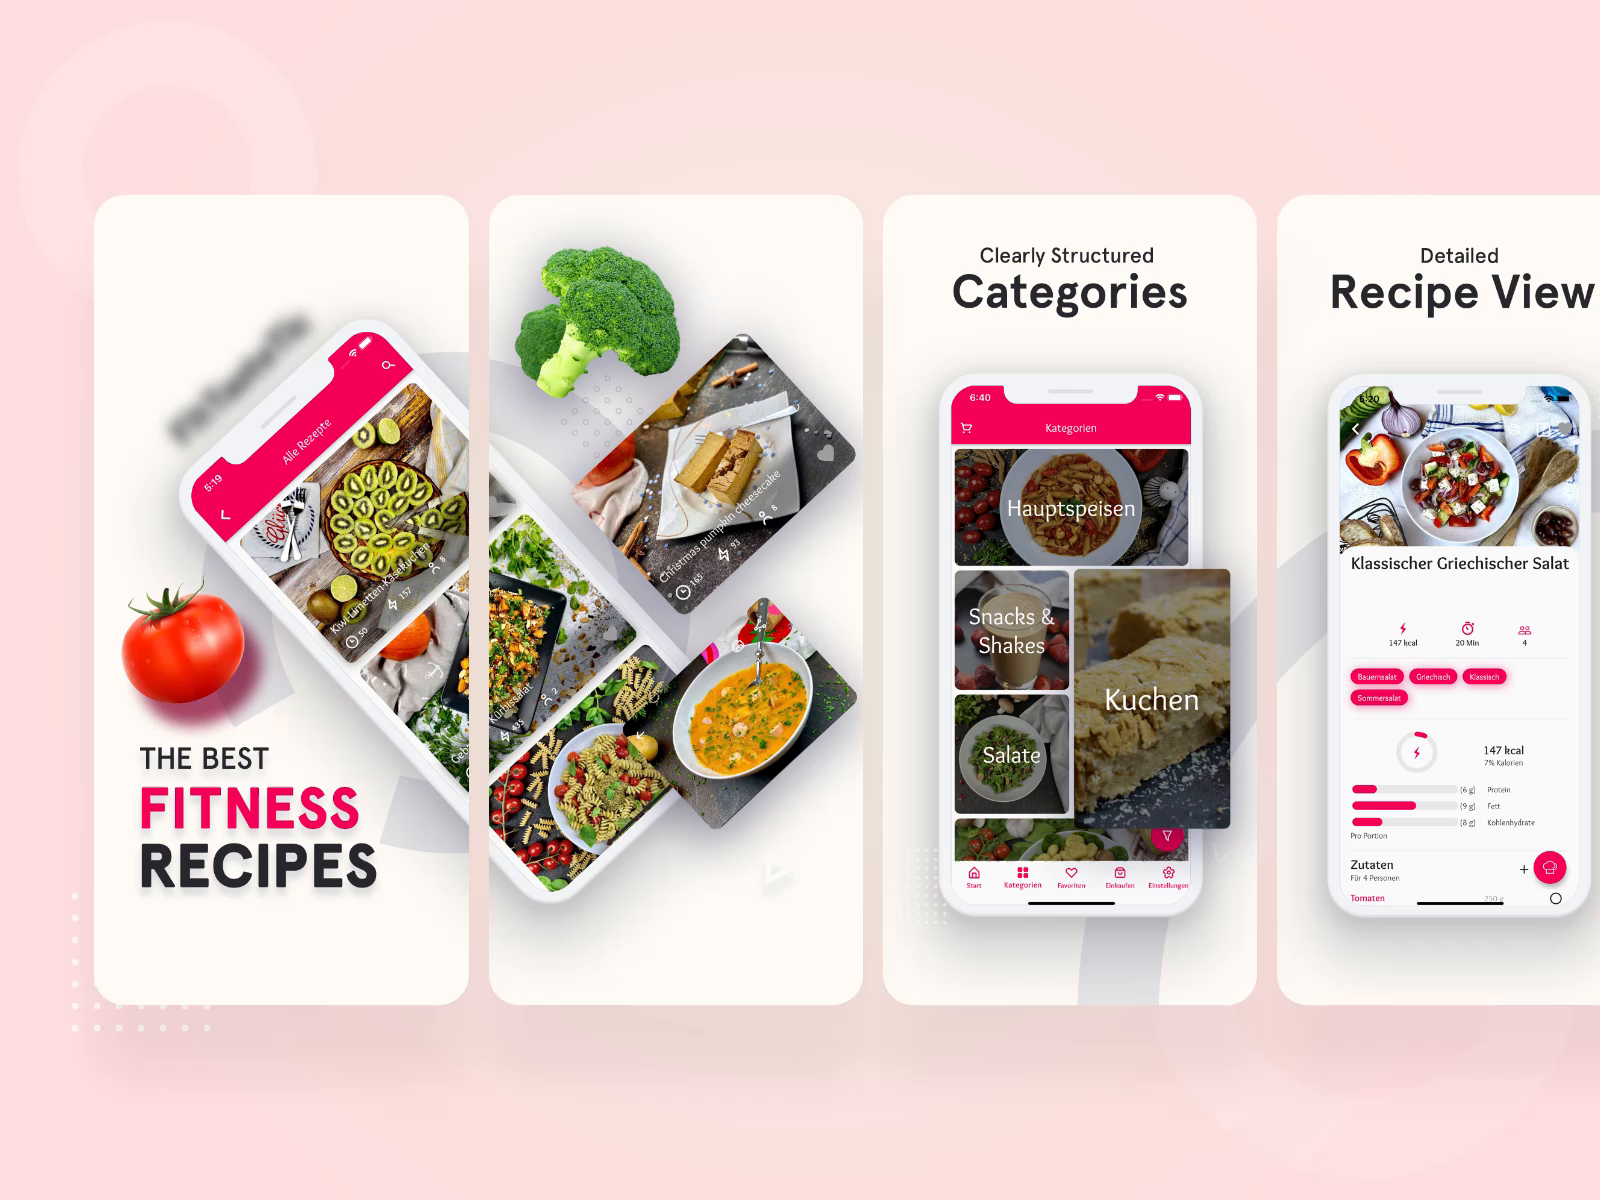 5:19
Alle Rezepte
Kiwi-Limetten-Käsekuchen
50
157
8
THE BEST
FITNESS
RECIPES
Christmas pumpkin cheesecake
165
93
8
Kürbissalat
435
2
Clearly Structured
Categories
6:40
Kategorien
Hauptspeisen
Snacks &
Shakes
Kuchen
Salate
Start
Kategorien
Favoriten
Einkaufen
Einstellungen
Detailed
Recipe View
5:20
Klassischer Griechischer Salat
147 kcal
20 Min
4
Bauernsalat
Griechisch
Klassisch
Sommersalat
147 kcal
7% Kalorien
(6 g) Protein
(9 g) Fett
(8 g) Kohlenhydrate
Pro Portion
Zutaten
Für 4 Personen
Tomaten
250 g